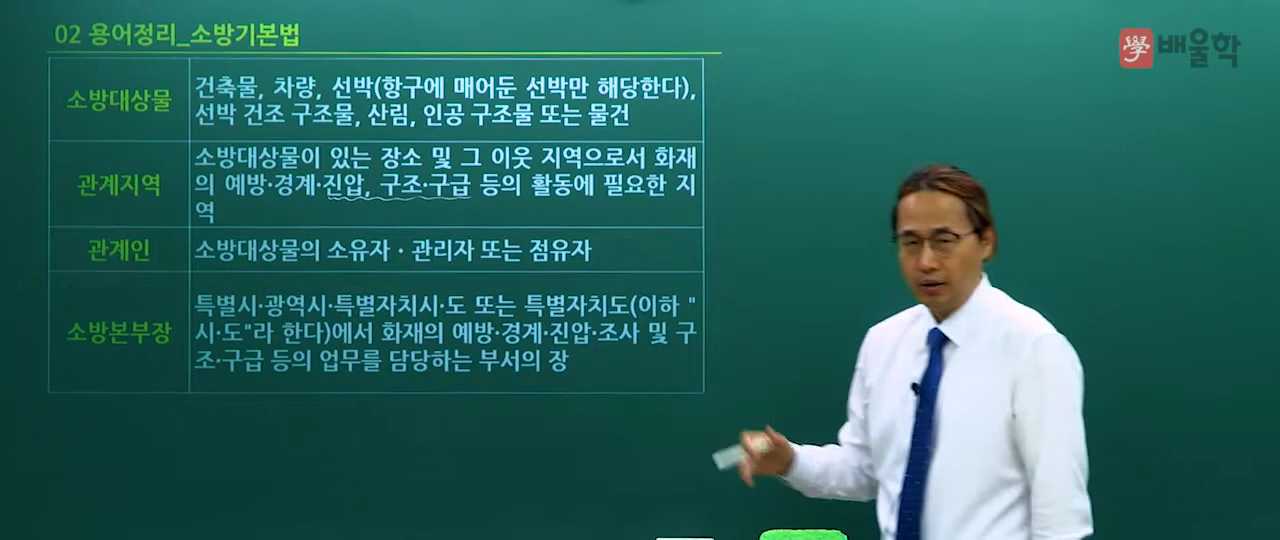 02 용어정리_소방기본법
學 배울학
소방대상물
건축물, 차량, 선박(항구에 매어둔 선박만 해당한다),
선박 건조 구조물, 산림, 인공 구조물 또는 물건
관계지역
소방대상물이 있는 장소 및 그 이웃 지역으로서 화재
의 예방·경계·진압, 구조·구급 등의 활동에 필요한 지
역
관계인
소방대상물의 소유자·관리자 또는 점유자
소방본부장
특별시·광역시·특별자치시·도 또는 특별자치도(이하 "
시·도"라 한다)에서 화재의 예방·경계·진압·조사 및 구
조·구급 등의 업무를 담당하는 부서의 장